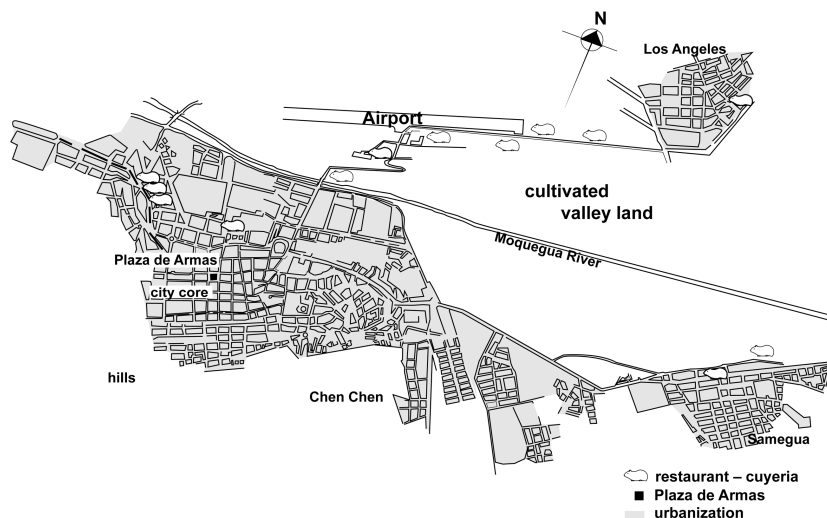 N
Los Angeles
Airport
cultivated
valley land
Moquegua River
Plaza de Armas
city core
hills
Chen Chen
Samegua
restaurant – cuyeria
Plaza de Armas
urbanization